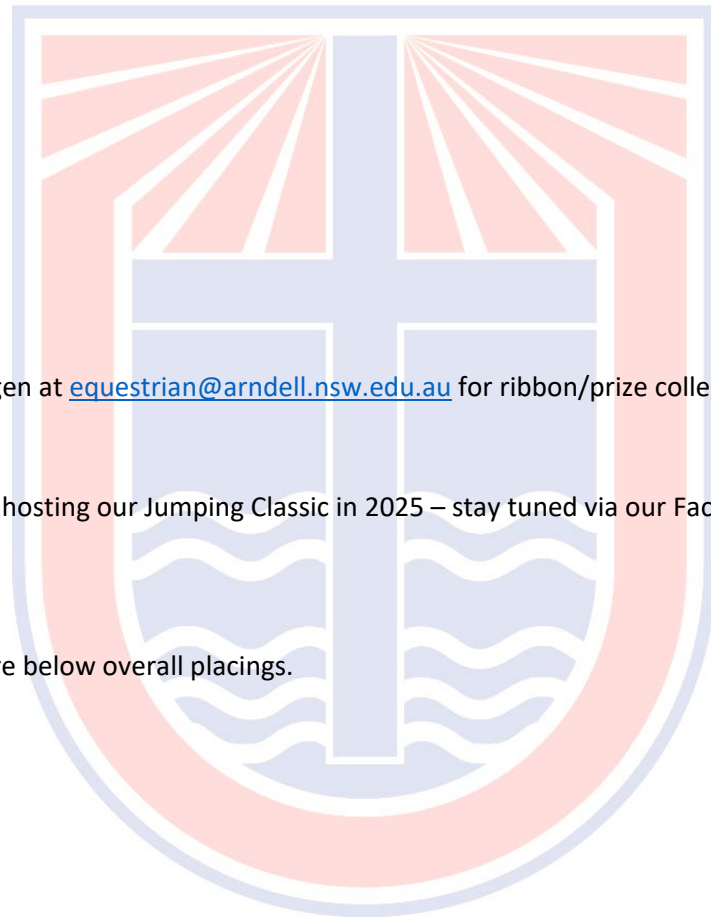 gen at equestrian@arndell.nsw.edu.au for ribbon/prize colle
hosting our Jumping Classic in 2025 – stay tuned via our Fac
re below overall placings.